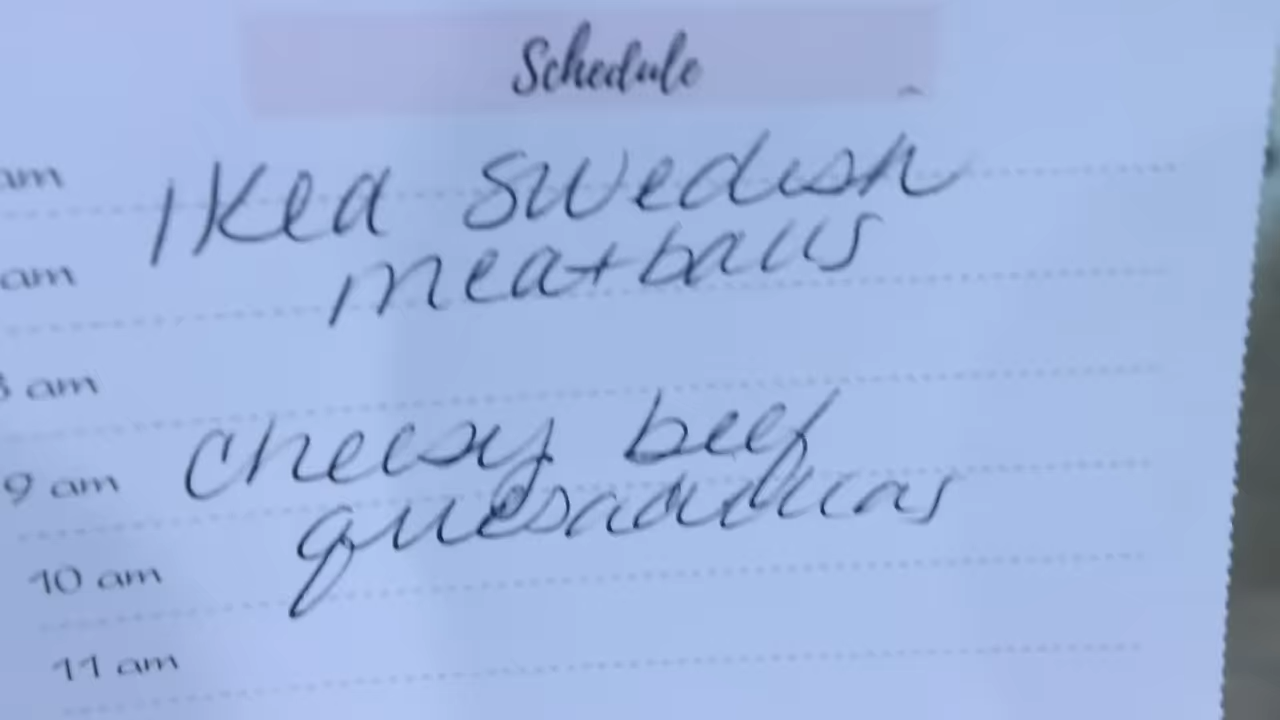 Schedule
am
IKea Swedish
am
meatballs
8 am
Cheesy beef
9 am
quesadillas
10 am
11 am